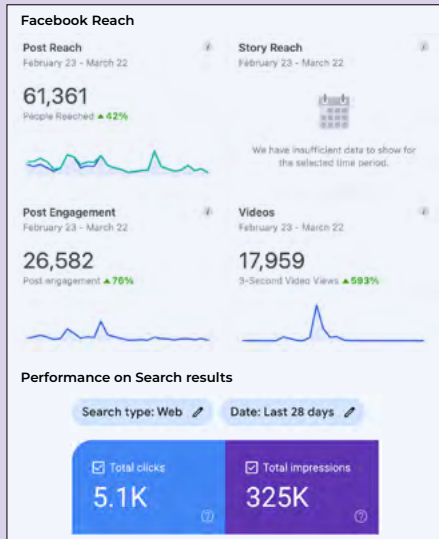 Facebook Reach
Post Reach
February 23 - March 22
61,361
People Reached ▲ 42%
Story Reach
February 23 - March 22
We have insufficient data to show for
the selected time period.
Post Engagement
February 23 - March 22
26,582
Post engagement ▲ 76%
Videos
February 23 - March 22
17,959
3-Second Video Views ▲ 593%
Performance on Search results
Search type: Web
Date: Last 28 days
Total clicks
5.1K
Total impressions
325K